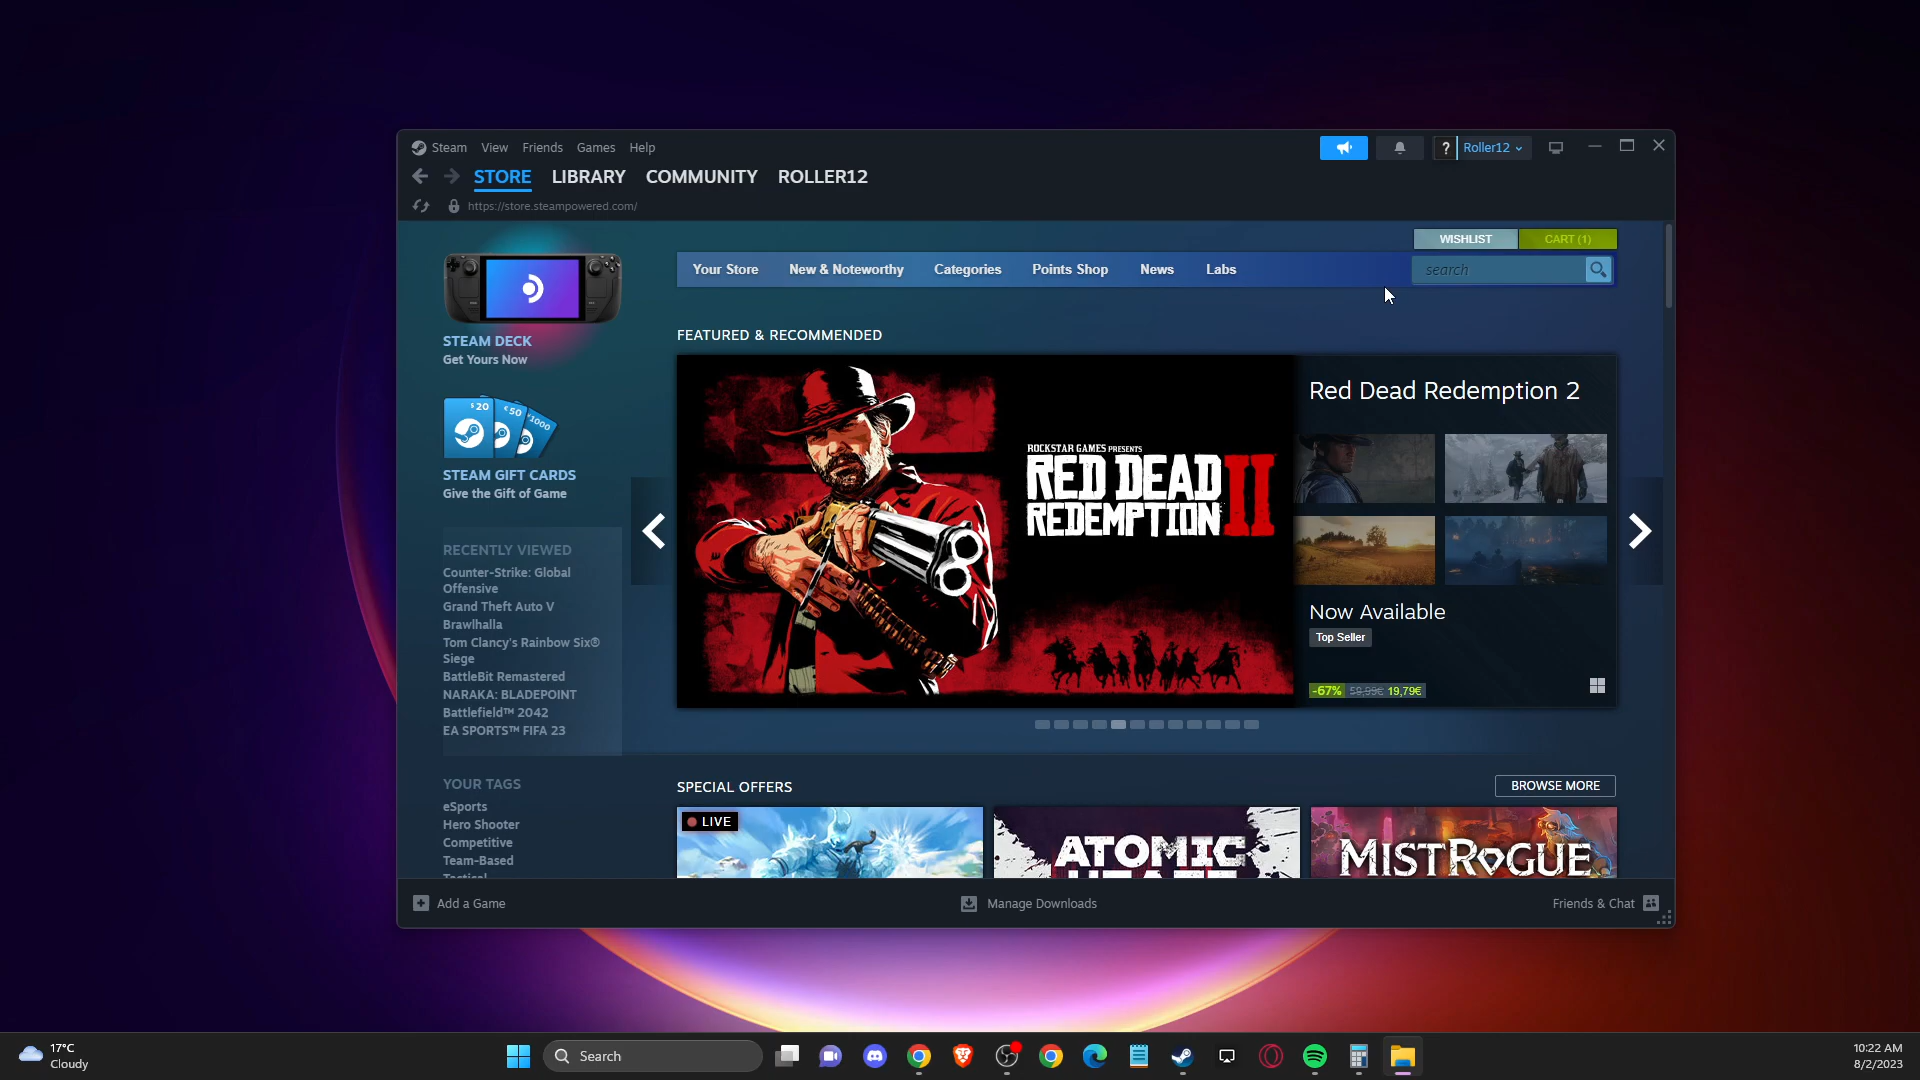 Steam View Friends Games Help
? Roller12
STORE LIBRARY COMMUNITY ROLLER12
https://store.steampowered.com/
WISHLIST CART (1)
Your Store New & Noteworthy Categories Points Shop News Labs search
STEAM DECK
Get Yours Now
$20 €50 1000
STEAM GIFT CARDS
Give the Gift of Game
RECENTLY VIEWED
Counter-Strike: Global
Offensive
Grand Theft Auto V
Brawlhalla
Tom Clancy's Rainbow Six®
Siege
BattleBit Remastered
NARAKA: BLADEPOINT
Battlefield™ 2042
EA SPORTS™ FIFA 23
YOUR TAGS
eSports
Hero Shooter
Competitive
Team-Based
Tactical
FEATURED & RECOMMENDED
ROCKSTAR GAMES PRESENTS
RED DEAD
REDEMPTION II
Red Dead Redemption 2
Now Available
Top Seller
-67% 59,99€ 19,79€
SPECIAL OFFERS
BROWSE MORE
LIVE
ATOMIC
HEART
MISTROGUE
Add a Game
Manage Downloads
Friends & Chat
17°C
Cloudy
Search
10:22 AM
8/2/2023